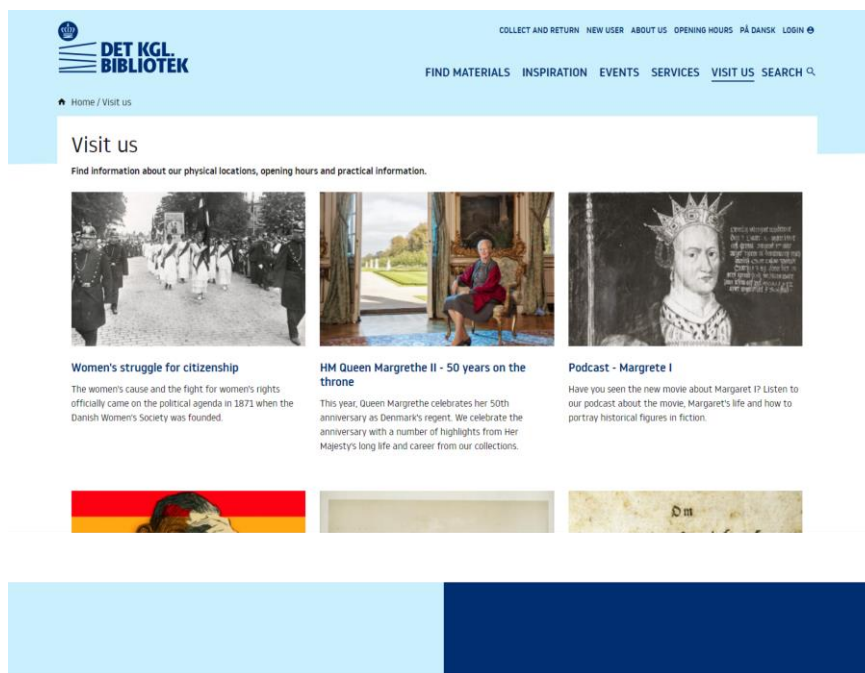 COLLECT AND RETURN NEW USER ABOUT US OPENING HOURS PÅ DANSK LOGIN
DET KGL.
BIBLIOTEK
FIND MATERIALS INSPIRATION EVENTS SERVICES VISIT US SEARCH
Home / Visit us
Visit us
Find information about our physical locations, opening hours and practical information.
Women's struggle for citizenship
The women's cause and the fight for women's rights
officially came on the political agenda in 1871 when the
Danish Women's Society was founded.
HM Queen Margrethe II - 50 years on the
throne
This year, Queen Margrethe celebrates her 50th
anniversary as Denmark's regent. We celebrate the
anniversary with a number of highlights from Her
Majesty's long life and career from our collections.
Podcast - Margrete I
Have you seen the new movie about Margaret I? Listen to
our podcast about the movie, Margaret's life and how to
portray historical figures in fiction.
Om